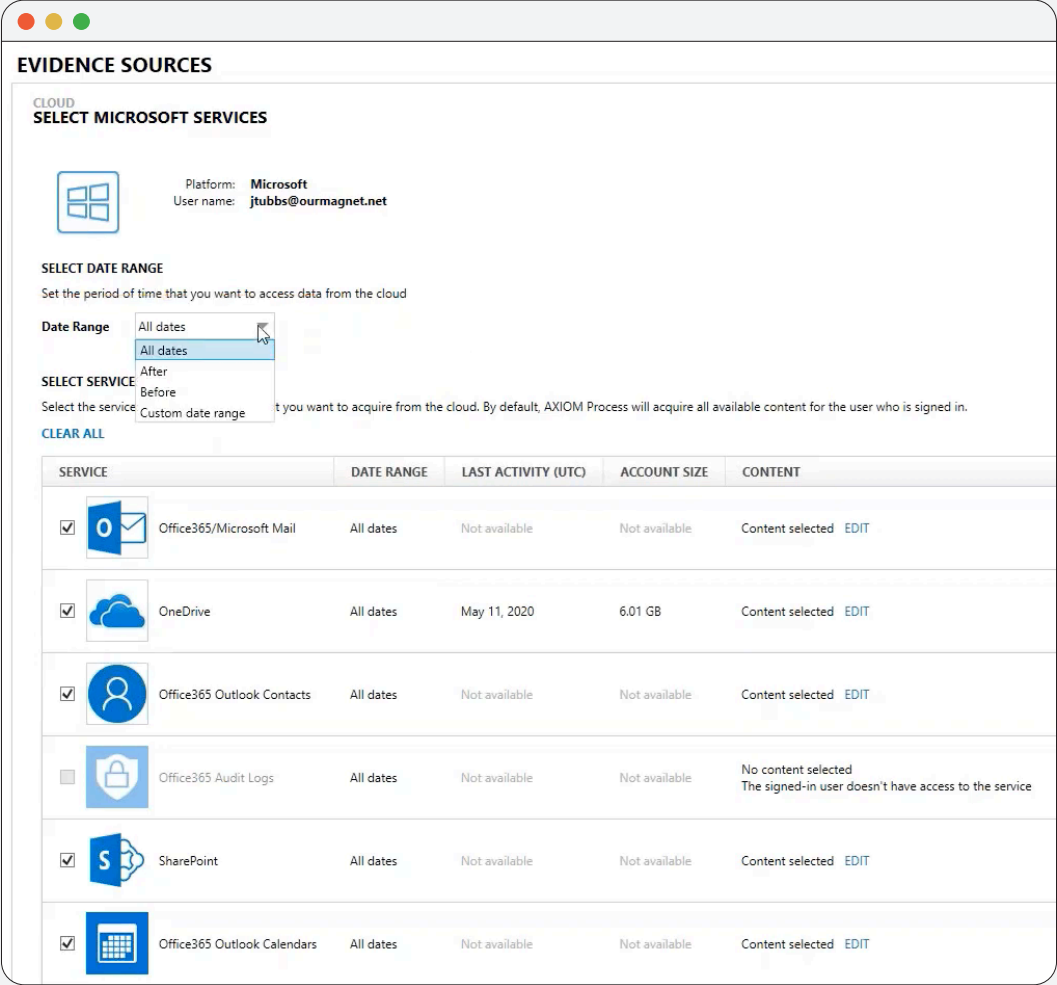 EVIDENCE SOURCES
CLOUD
SELECT MICROSOFT SERVICES
Platform: Microsoft
User name: jtubbs@ourmagnet.net
SELECT DATE RANGE
Set the period of time that you want to access data from the cloud
Date Range All dates
All dates
After
Before
Custom date range
SELECT SERVICE
Select the service t you want to acquire from the cloud. By default, AXIOM Process will acquire all available content for the user who is signed in.
CLEAR ALL
SERVICE DATE RANGE LAST ACTIVITY (UTC) ACCOUNT SIZE CONTENT
Office365/Microsoft Mail All dates Not available Not available Content selected EDIT
OneDrive All dates May 11, 2020 6.01 GB Content selected EDIT
Office365 Outlook Contacts All dates Not available Not available Content selected EDIT
Office365 Audit Logs All dates Not available Not available No content selected
The signed-in user doesn't have access to the service
SharePoint All dates Not available Not available Content selected EDIT
Office365 Outlook Calendars All dates Not available Not available Content selected EDIT